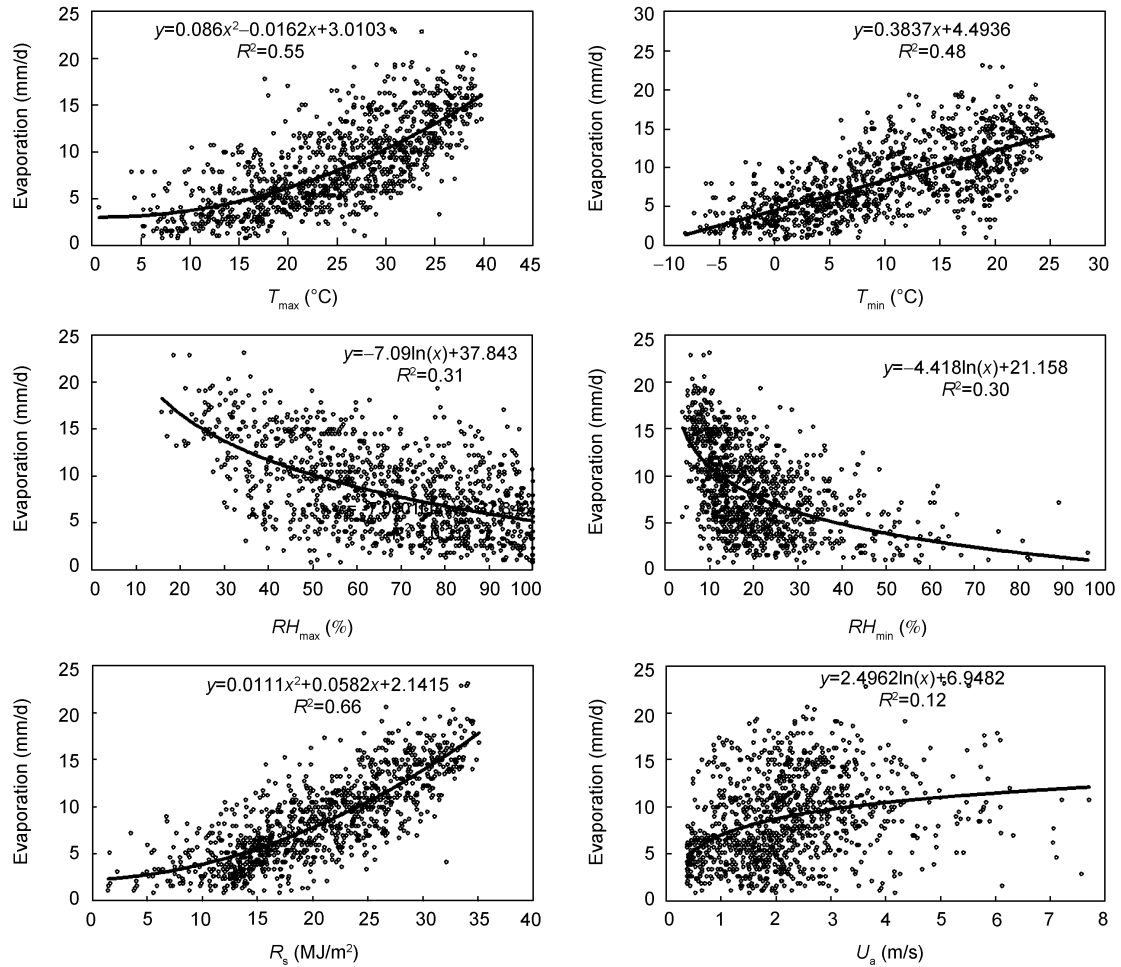 y=0.086x²−0.0162x+3.0103
R²=0.55
Evaporation (mm/d)
25
20
15
10
5
0
0 5 10 15 20 25 30 35 40 45
Tmax (°C)
y=0.3837x+4.4936
R²=0.48
Evaporation (mm/d)
30
25
20
15
10
5
0
−10 −5 0 5 10 15 20 25 30
Tmin (°C)
y=−7.09ln(x)+37.843
R²=0.31
Evaporation (mm/d)
25
20
15
10
5
0
0 10 20 30 40 50 60 70 80 90 100
RHmax (%)
y=−4.418ln(x)+21.158
R²=0.30
Evaporation (mm/d)
25
20
15
10
5
0
0 10 20 30 40 50 60 70 80 90 100
RHmin (%)
y=0.0111x²+0.0582x+2.1415
R²=0.66
Evaporation (mm/d)
25
20
15
10
5
0
0 5 10 15 20 25 30 35 40
Rs (MJ/m²)
y=2.4962ln(x)+6.9482
R²=0.12
Evaporation (mm/d)
25
20
15
10
5
0
0 1 2 3 4 5 6 7 8
Ua (m/s)